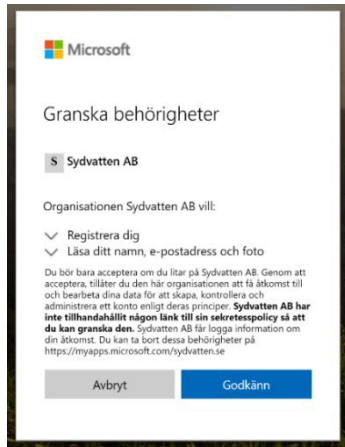 Microsoft
Granska behörigheter
S Sydvatten AB
Organisationen Sydvatten AB vill:
Registrera dig
Läsa ditt namn, e-postadress och foto
Du bör bara acceptera om du litar på Sydvatten AB. Genom att
acceptera, tillåter du den här organisationen att få åtkomst till
och bearbeta dina data för att skapa, kontrollera och
administrera ett konto enligt deras principer. Sydvatten AB har
inte tillhandahållit någon länk till sin sekretesspolicy så att
du kan granska den. Sydvatten AB får logga information om
din åtkomst. Du kan ta bort dessa behörigheter på
https://myapps.microsoft.com/sydvatten.se
Avbryt Godkänn